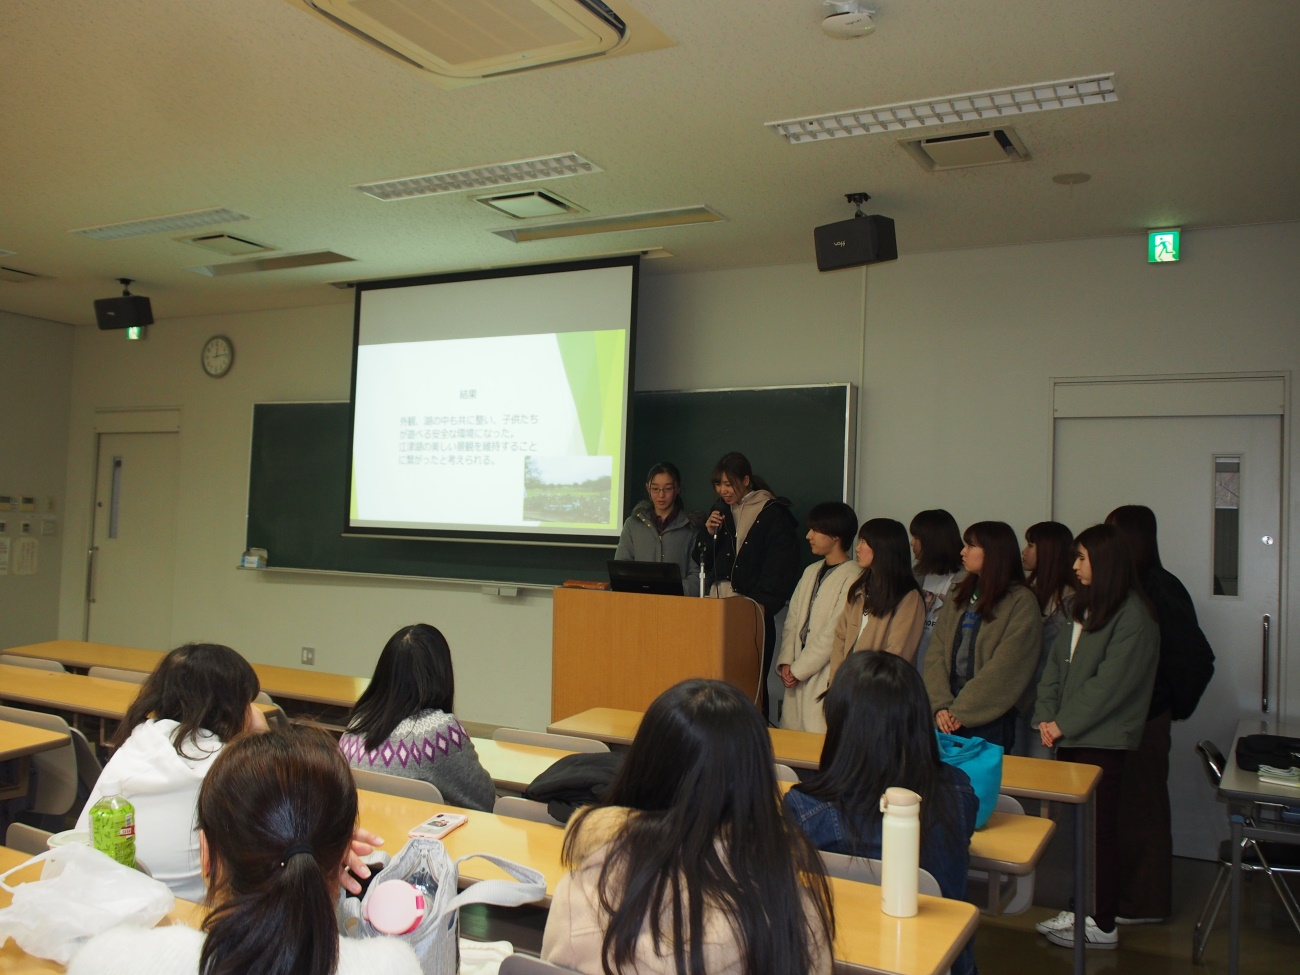 結果
外観、湖の中も共に整い、子供たち
が遊べる安全な環境になった。
江津湖の美しい景観を維持すること
に繋がったと考えられる。